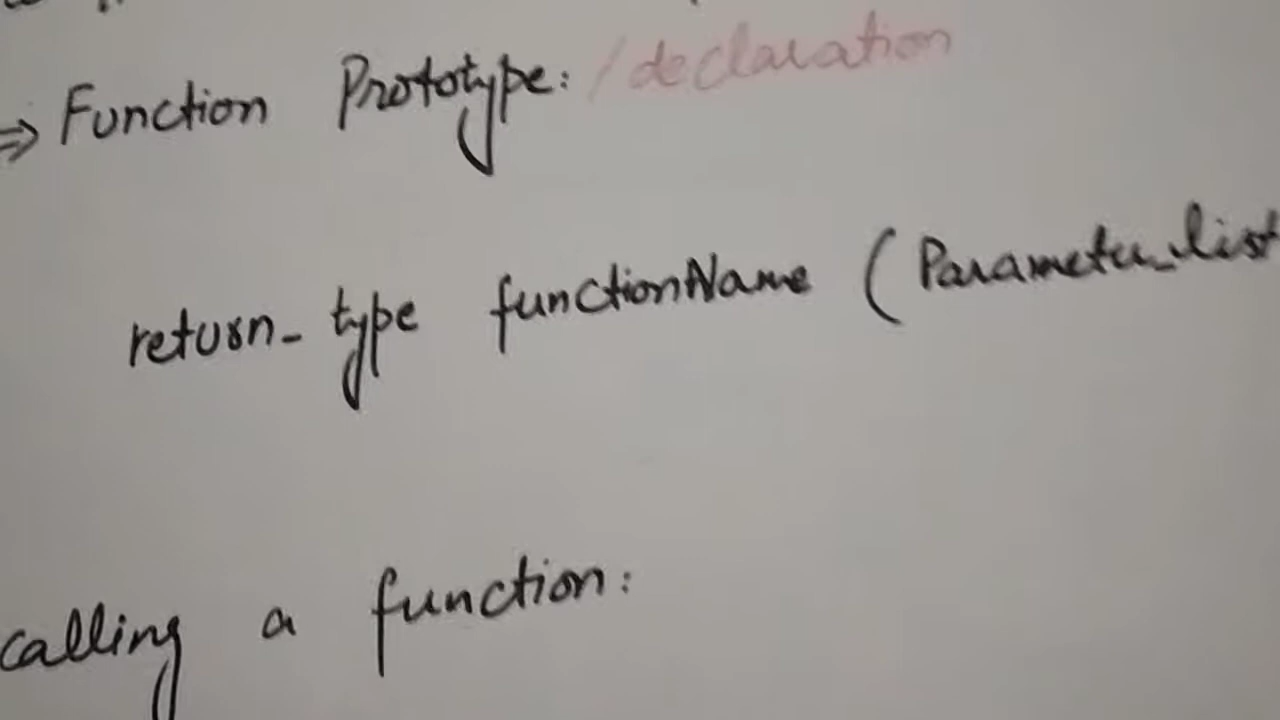 ⇒ Function Prototype: /declaration
return_type functionName (Parameter_list
calling a function: